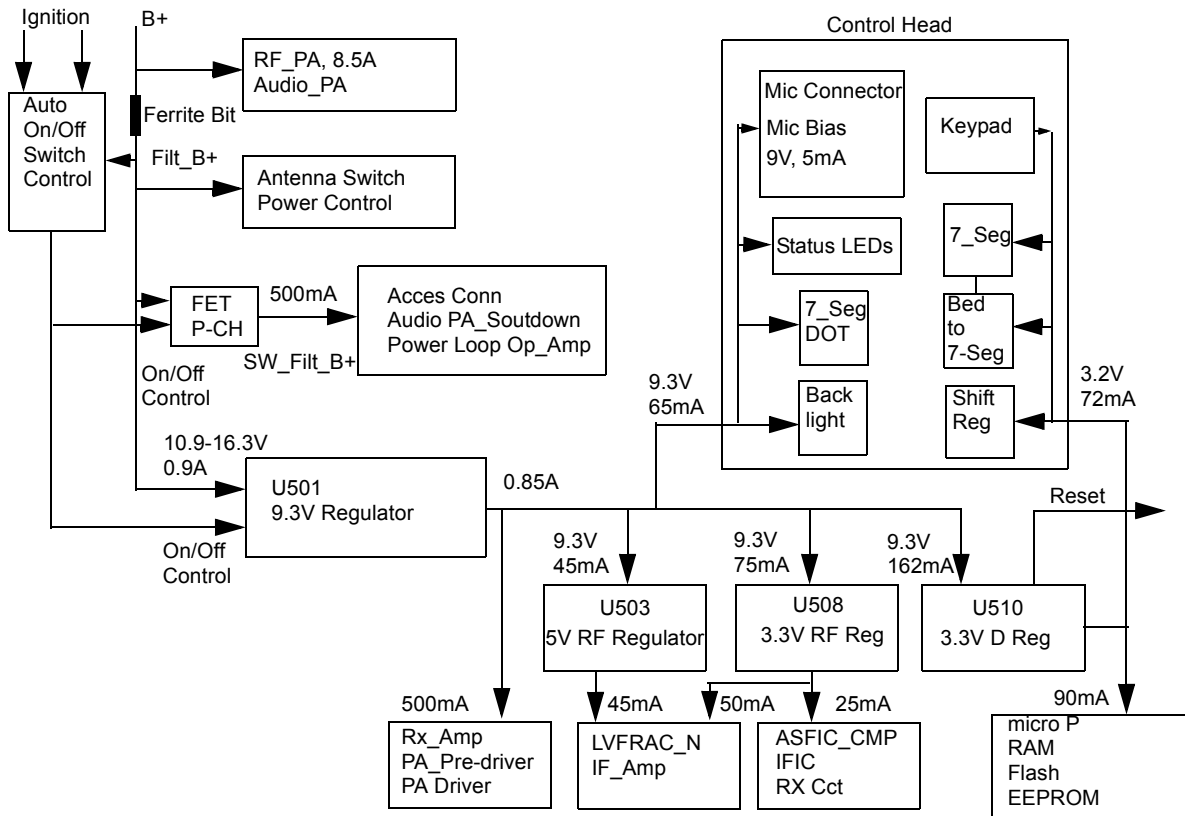 Ignition
B+
Control Head
RF_PA, 8.5A
Audio_PA
Auto
On/Off
Switch
Control
Ferrite Bit
Filt_B+
Antenna Switch
Power Control
Mic Connector
Mic Bias
9V, 5mA
Keypad
Status LEDs
7_Seg
FET
P-CH
500mA
SW_Filt_B+
Acces Conn
Audio PA_Soutdown
Power Loop Op_Amp
7_Seg
DOT
Bed
to
7-Seg
On/Off
Control
9.3V
65mA
Back
light
Shift
Reg
3.2V
72mA
10.9-16.3V
0.9A
U501
9.3V Regulator
0.85A
Reset
On/Off
Control
9.3V
45mA
9.3V
75mA
9.3V
162mA
U503
5V RF Regulator
U508
3.3V RF Reg
U510
3.3V D Reg
500mA
45mA
50mA
25mA
90mA
Rx_Amp
PA_Pre-driver
PA Driver
LVFRAC_N
IF_Amp
ASFIC_CMP
IFIC
RX Cct
micro P
RAM
Flash
EEPROM